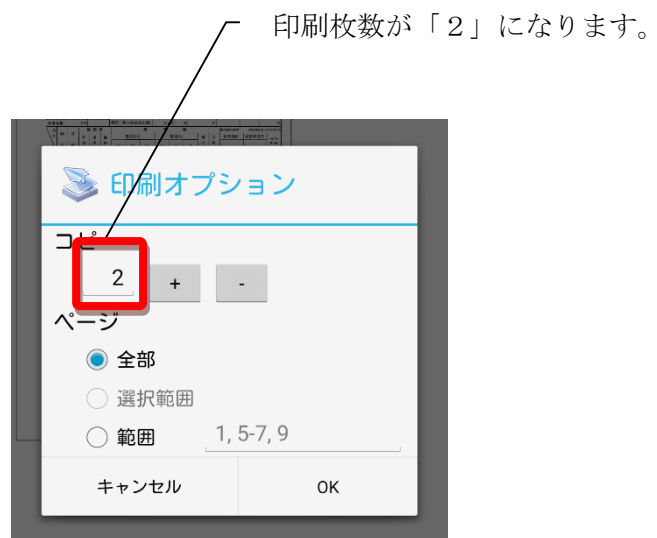 印刷枚数が「２」になります。
印刷オプション
コピー
2 + -
ページ
全部
選択範囲
範囲 1, 5-7, 9
キャンセル OK